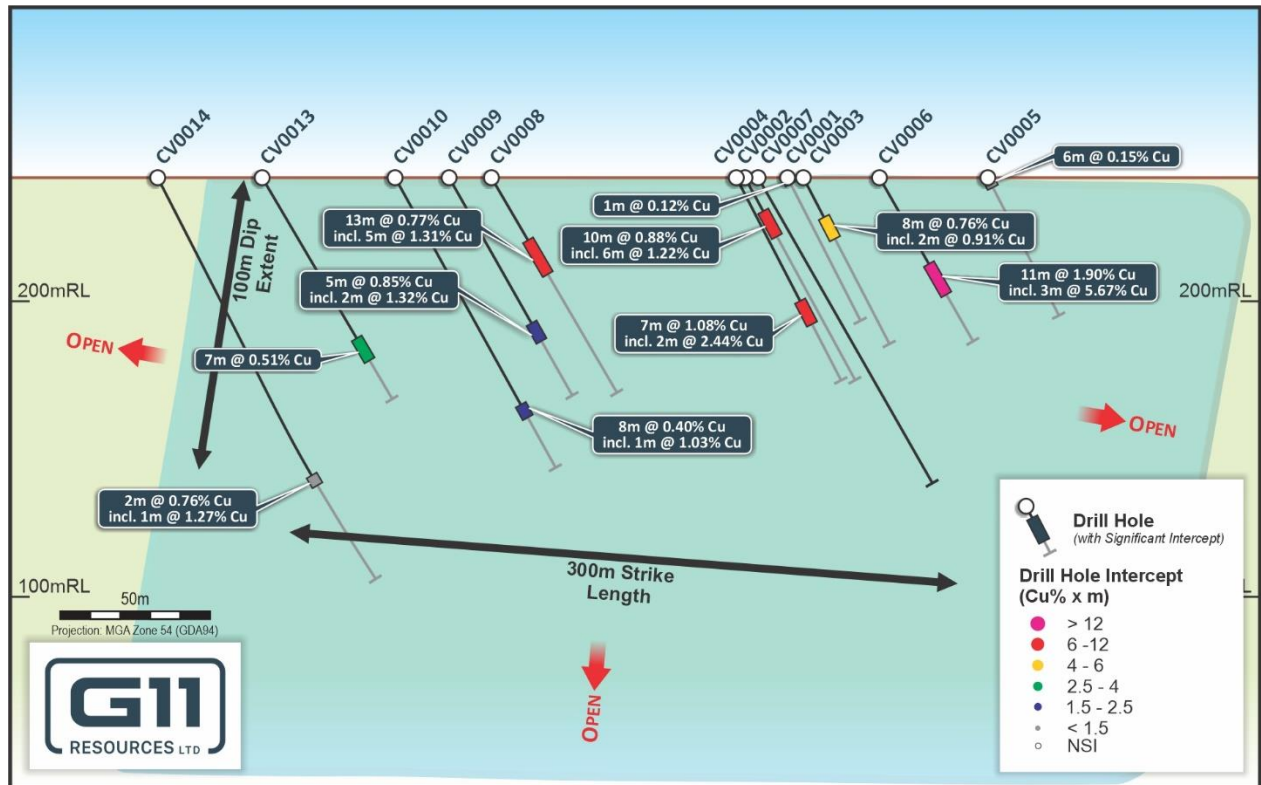 CV0014
CV0013
CV0010
CV0009
CV0008
CV0004
CV0002
CV0007
CV0001
CV0003
CV0006
CV0005
6m @ 0.15% Cu
1m @ 0.12% Cu
13m @ 0.77% Cu
incl. 5m @ 1.31% Cu
10m @ 0.88% Cu
incl. 6m @ 1.22% Cu
8m @ 0.76% Cu
incl. 2m @ 0.91% Cu
100m Dip
Extent
5m @ 0.85% Cu
incl. 2m @ 1.32% Cu
11m @ 1.90% Cu
incl. 3m @ 5.67% Cu
200mRL
200mRL
OPEN
7m @ 0.51% Cu
7m @ 1.08% Cu
incl. 2m @ 2.44% Cu
8m @ 0.40% Cu
incl. 1m @ 1.03% Cu
OPEN
2m @ 0.76% Cu
incl. 1m @ 1.27% Cu
300m Strike
Length
100mRL
50m
Projection: MGA Zone 54 (GDA94)
OPEN
G11
RESOURCES LTD
Drill Hole
(with Significant Intercept)
Drill Hole Intercept
(Cu% x m)
> 12
6 -12
4 - 6
2.5 - 4
1.5 - 2.5
< 1.5
NSI